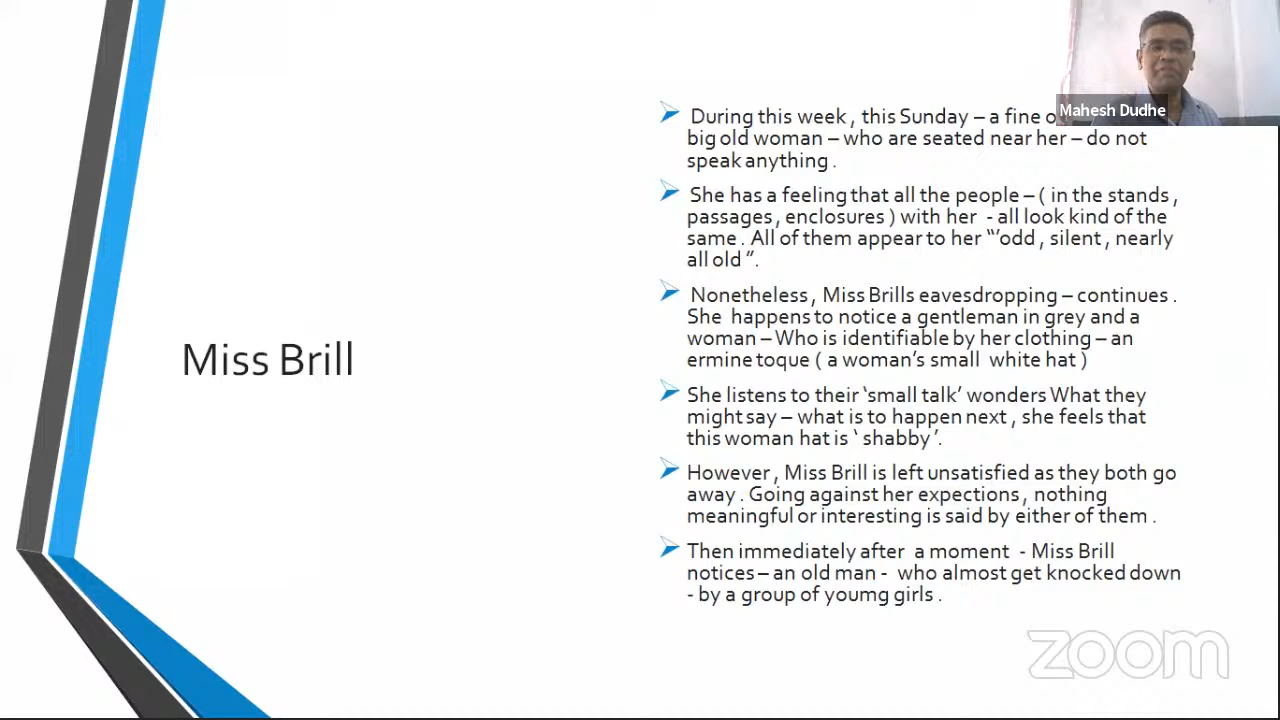 Mahesh Dudhe
Miss Brill
➢ During this week , this Sunday – a fine
big old woman – who are seated near her – do not
speak anything .
➢ She has a feeling that all the people – ( in the stands ,
passages , enclosures ) with her - all look kind of the
same . All of them appear to her “‘odd , silent , nearly
all old ”.
➢ Nonetheless , Miss Brills eavesdropping – continues .
She happens to notice a gentleman in grey and a
woman – Who is identifiable by her clothing – an
ermine toque ( a woman’s small white hat )
➢ She listens to their ‘small talk’ wonders What they
might say – what is to happen next , she feels that
this woman hat is ‘ shabby ’.
➢ However , Miss Brill is left unsatisfied as they both go
away . Going against her expections , nothing
meaningful or interesting is said by either of them .
➢ Then immediately after a moment - Miss Brill
notices – an old man - who almost get knocked down
- by a group of youmg girls .
zoom